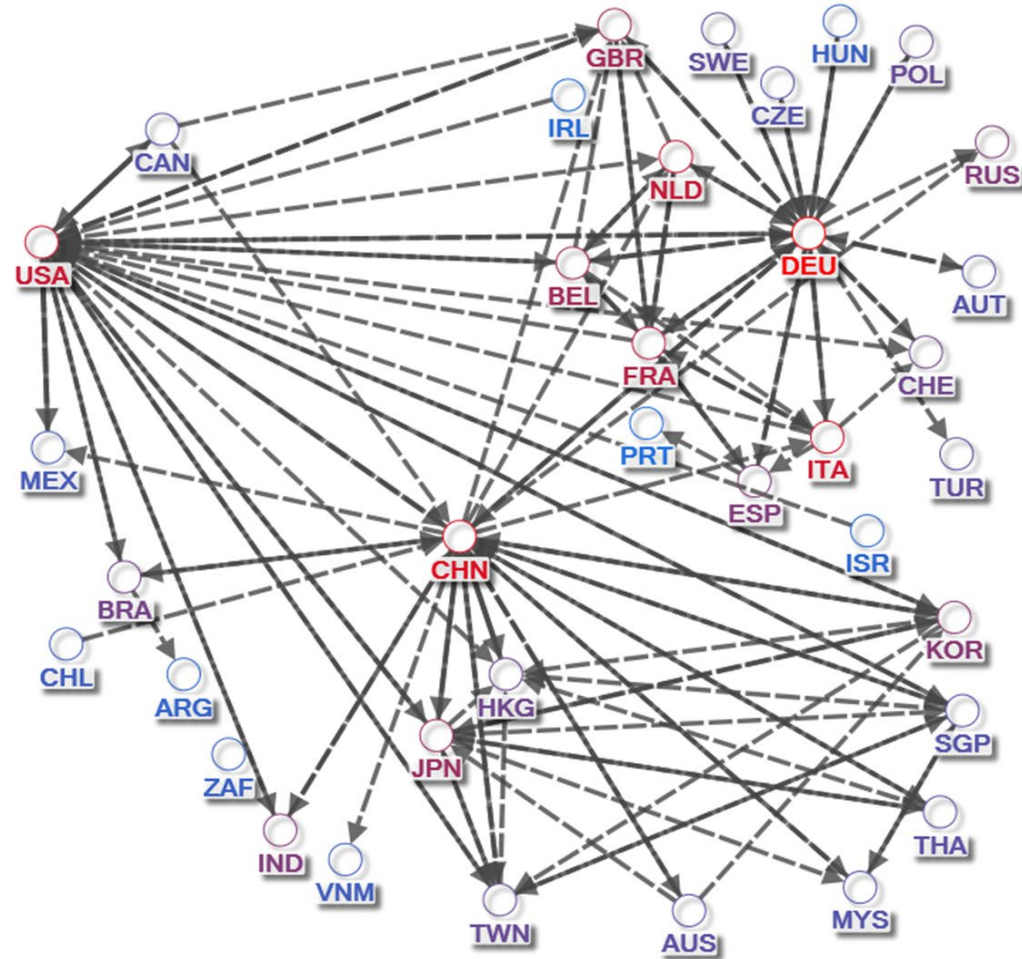 GBR
SWE
HUN
POL
CZE
IRL
CAN
RUS
NLD
USA
DEU
BEL
AUT
FRA
CHE
PRT
ITA
MEX
TUR
ESP
ISR
CHN
BRA
KOR
CHL
ARG
HKG
SGP
JPN
ZAF
THA
IND
VNM
MYS
TWN
AUS